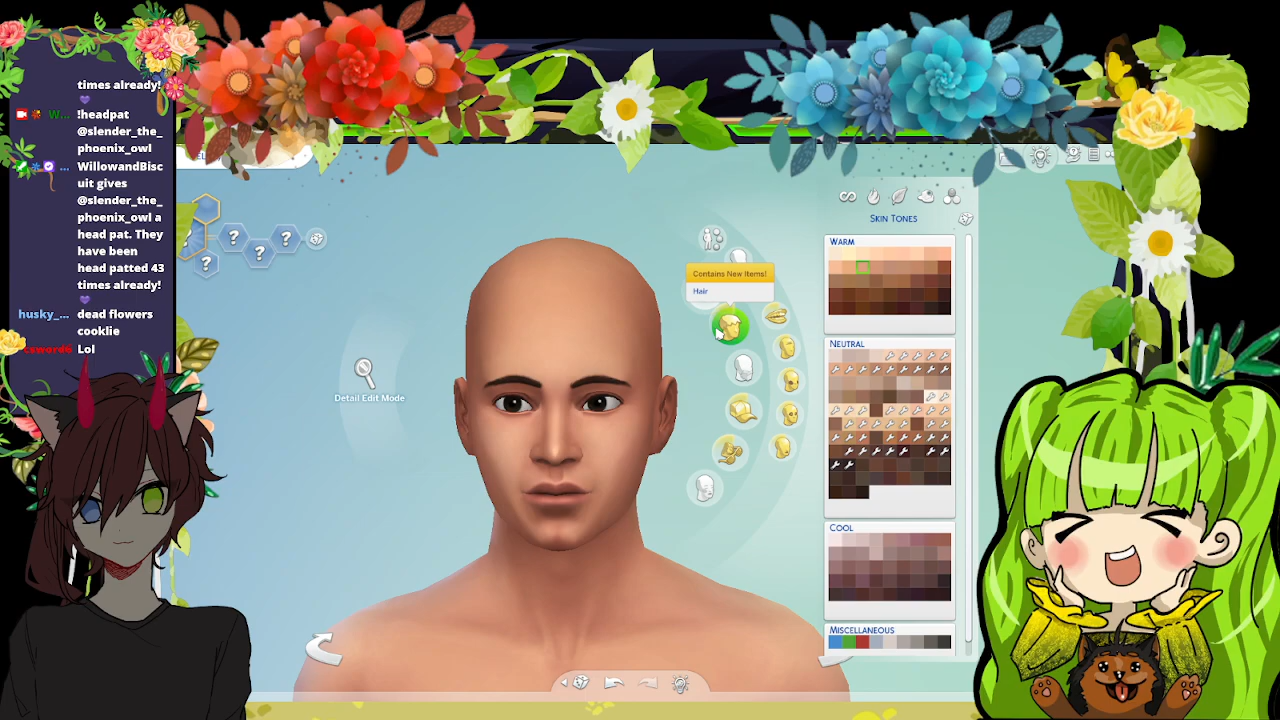 times already!
W... !headpat
@slender_the_
phoenix_owl
... WillowandBisc
uit gives
@slender_the_
phoenix_owl a
head pat. They
have been
head patted 43
times already!
husky_... dead flowers
cooklie
csword6 Lol
? ? ?
?
Detail Edit Mode
Contains New Items!
Hair
Skin Tones
Warm
Neutral
Cool
Miscellaneous